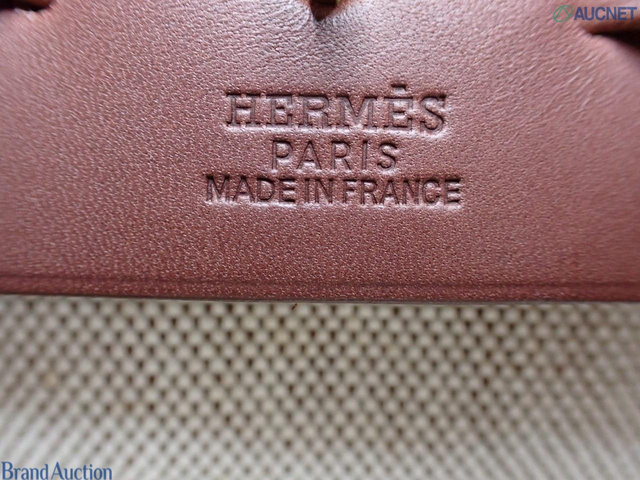 AUCNET
HERMÈS
PARIS
MADE IN FRANCE
Brand Auction